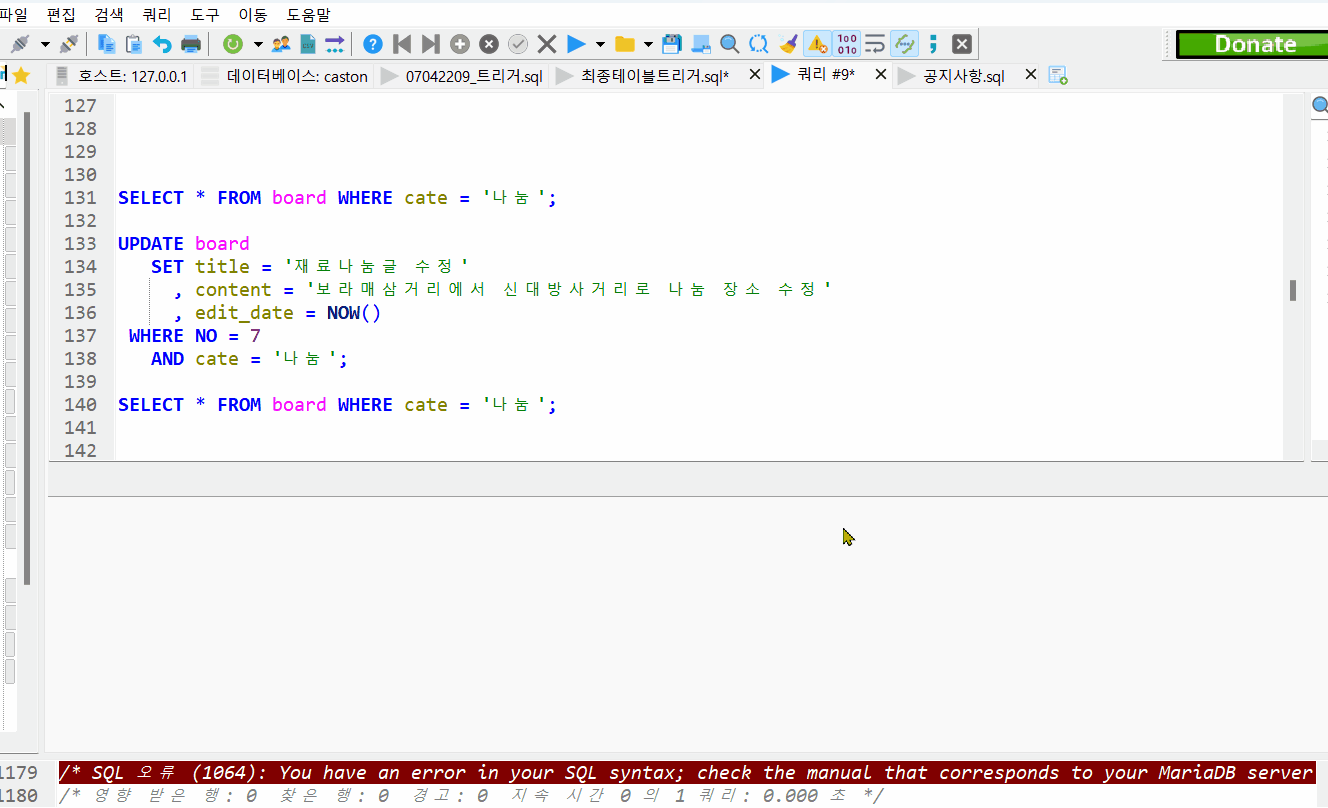 파일 편집 검색 쿼리 도구 이동 도움말
Donate
호스트: 127.0.0.1 데이터베이스: caston 07042209_트리거.sql 최종테이블트리거.sql* 쿼리 #9* 공지사항.sql
127
128
129
130
131 SELECT * FROM board WHERE cate = '나눔';
132
133 UPDATE board
134 SET title = '재료나눔글 수정'
135 , content = '보라매삼거리에서 신대방사거리로 나눔 장소 수정'
136 , edit_date = NOW()
137 WHERE NO = 7
138 AND cate = '나눔';
139
140 SELECT * FROM board WHERE cate = '나눔';
141
142
1179 /* SQL 오류 (1064): You have an error in your SQL syntax; check the manual that corresponds to your MariaDB server
1180 /* 영향 받은 행: 0 찾은 행: 0 경고: 0 지속 시간 0 의 1 쿼리: 0.000 초 */